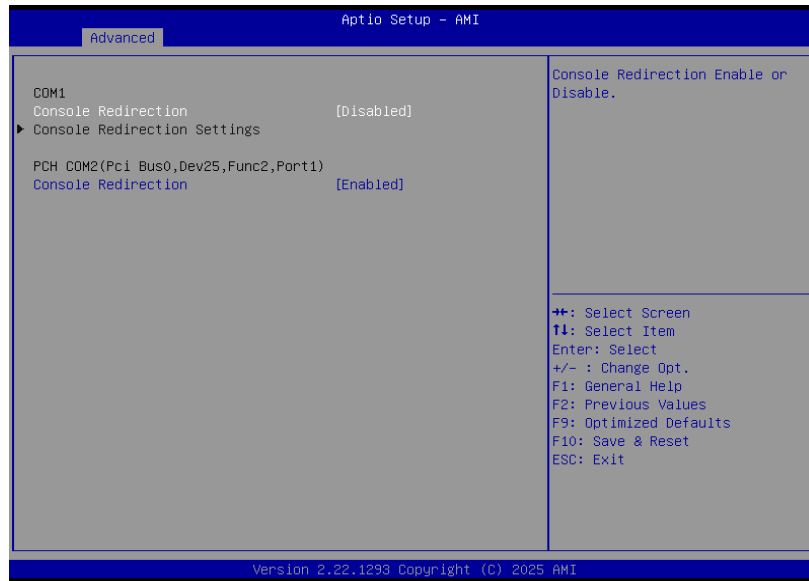 Aptio Setup – AMI
Advanced
COM1
Console Redirection [Disabled]
▶ Console Redirection Settings
PCH COM2(Pci Bus0,Dev25,Func2,Port1)
Console Redirection [Enabled]
Console Redirection Enable or
Disable.
→←: Select Screen
↑↓: Select Item
Enter: Select
+/- : Change Opt.
F1: General Help
F2: Previous Values
F9: Optimized Defaults
F10: Save & Reset
ESC: Exit
Version 2.22.1293 Copyright (C) 2025 AMI